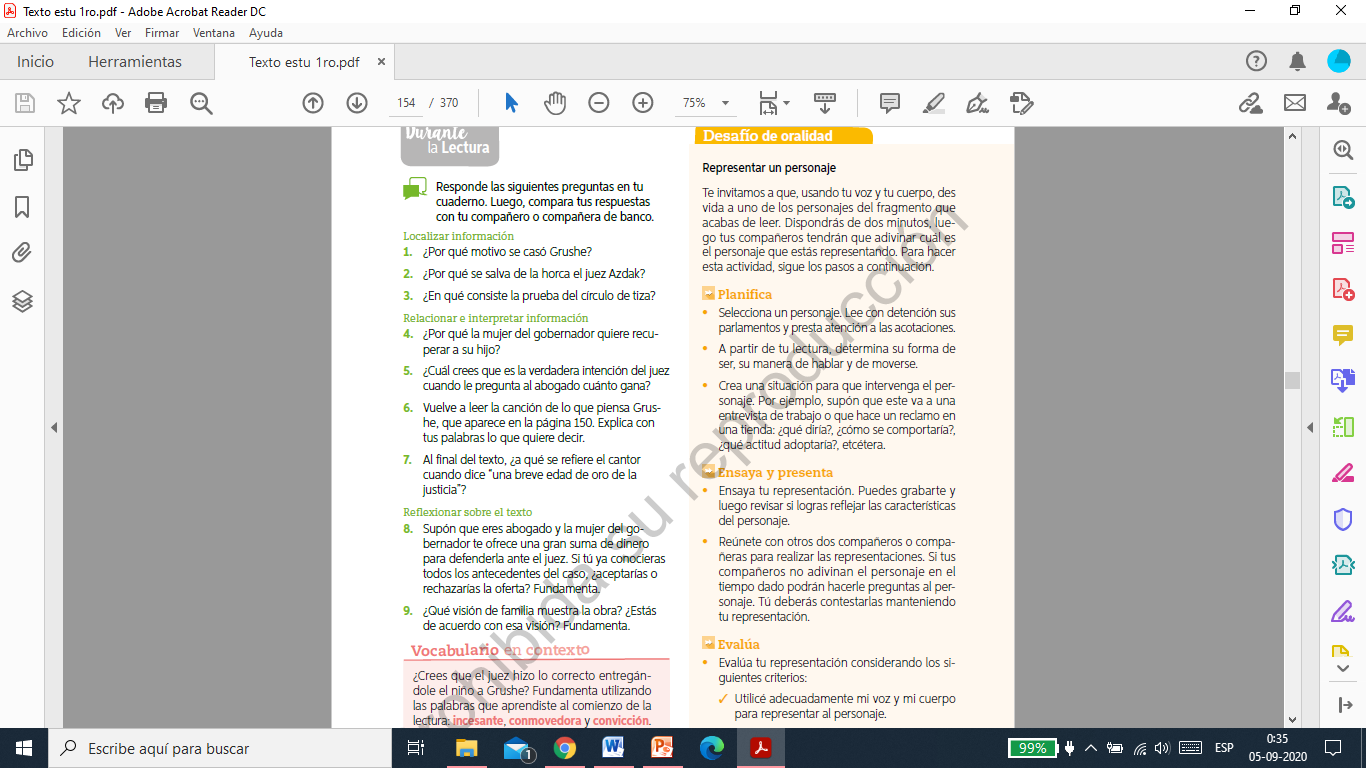 Texto estu 1ro.pdf - Adobe Acrobat Reader DC
Archivo Edición Ver Firmar Ventana Ayuda
Inicio Herramientas Texto estu 1ro.pdf ×
154 / 370 75%
Durante
la Lectura
Responde las siguientes preguntas en tu
cuaderno. Luego, compara tus respuestas
con tu compañero o compañera de banco.
Localizar información
1. ¿Por qué motivo se casó Grushe?
2. ¿Por qué se salva de la horca el juez Azdak?
3. ¿En qué consiste la prueba del círculo de tiza?
Relacionar e interpretar información
4. ¿Por qué la mujer del gobernador quiere recu-
perar a su hijo?
5. ¿Cuál crees que es la verdadera intención del juez
cuando le pregunta al abogado cuánto gana?
6. Vuelve a leer la canción de lo que piensa Grus-
he, que aparece en la página 150. Explica con
tus palabras lo que quiere decir.
7. Al final del texto, ¿a qué se refiere el cantor
cuando dice "una breve edad de oro de la
justicia"?
Reflexionar sobre el texto
8. Supón que eres abogado y la mujer del go-
bernador te ofrece una gran suma de dinero
para defenderla ante el juez. Si tú ya conocieras
todos los antecedentes del caso, ¿aceptarías o
rechazarías la oferta? Fundamenta.
9. ¿Qué visión de familia muestra la obra? ¿Estás
de acuerdo con esa visión? Fundamenta.
Vocabulario en contexto
¿Crees que el juez hizo lo correcto entregán-
dole el niño a Grushe? Fundamenta utilizando
las palabras que aprendiste al comienzo de la
lectura: incesante, conmovedora y convicción.
Desafío de oralidad
Representar un personaje
Te invitamos a que, usando tu voz y tu cuerpo, des
vida a uno de los personajes del fragmento que
acabas de leer. Dispondrás de dos minutos, lue-
go tus compañeros tendrán que adivinar cuál es
el personaje que estás representando. Para hacer
esta actividad, sigue los pasos a continuación.
Planifica
• Selecciona un personaje. Lee con detención sus
parlamentos y presta atención a las acotaciones.
• A partir de tu lectura, determina su forma de
ser, su manera de hablar y de moverse.
• Crea una situación para que intervenga el per-
sonaje. Por ejemplo, supón que este va a una
entrevista de trabajo o que hace un reclamo en
una tienda: ¿qué diría?, ¿cómo se comportaría?,
¿qué actitud adoptaría?, etcétera.
Ensaya y presenta
• Ensaya tu representación. Puedes grabarte y
luego revisar si logras reflejar las características
del personaje.
• Reúnete con otros dos compañeros o compa-
ñeras para realizar las representaciones. Si tus
compañeros no adivinan el personaje en el
tiempo dado podrán hacerle preguntas al per-
sonaje. Tú deberás contestarlas manteniendo
tu representación.
Evalúa
• Evalúa tu representación considerando los si-
guientes criterios:
✓ Utilicé adecuadamente mi voz y mi cuerpo
para representar al personaje.
ohibida su reproducción
Escribe aquí para buscar
1
99%
ESP
0:35
05-09-2020